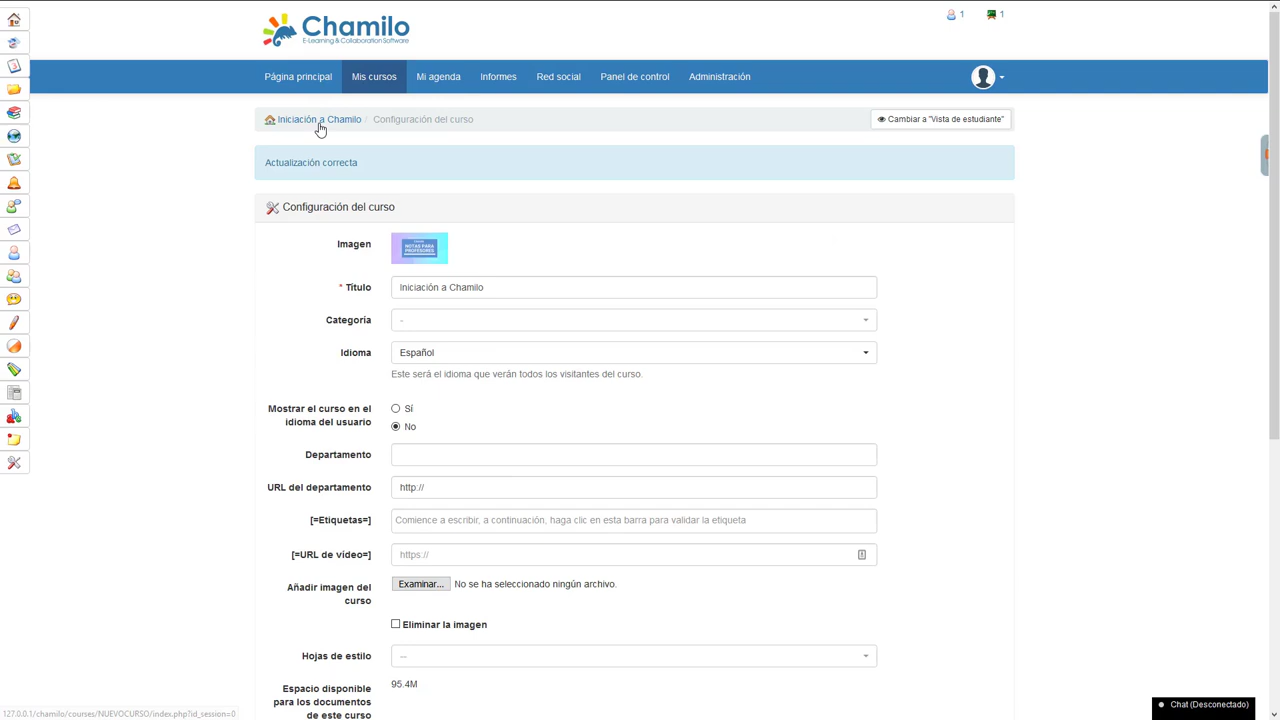 Chamilo
E-Learning & Collaboration Software
1
1
Página principal
Mis cursos
Mi agenda
Informes
Red social
Panel de control
Administración
Iniciación a Chamilo / Configuración del curso
Cambiar a "Vista de estudiante"
Actualización correcta
Configuración del curso
Imagen
NOTAS PARA
PROFESORES
* Título
Iniciación a Chamilo
Categoría
-
Idioma
Español
Este será el idioma que verán todos los visitantes del curso.
Mostrar el curso en el
idioma del usuario
Sí
No
Departamento
URL del departamento
http://
[=Etiquetas=]
Comience a escribir, a continuación, haga clic en esta barra para validar la etiqueta
[=URL de vídeo=]
https://
Añadir imagen del
curso
Examinar...
No se ha seleccionado ningún archivo.
Eliminar la imagen
Hojas de estilo
--
Espacio disponible
para los documentos
de este curso
95.4M
127.0.0.1/chamilo/courses/NUEVOCURSO/index.php?id_session=0
Chat (Desconectado)